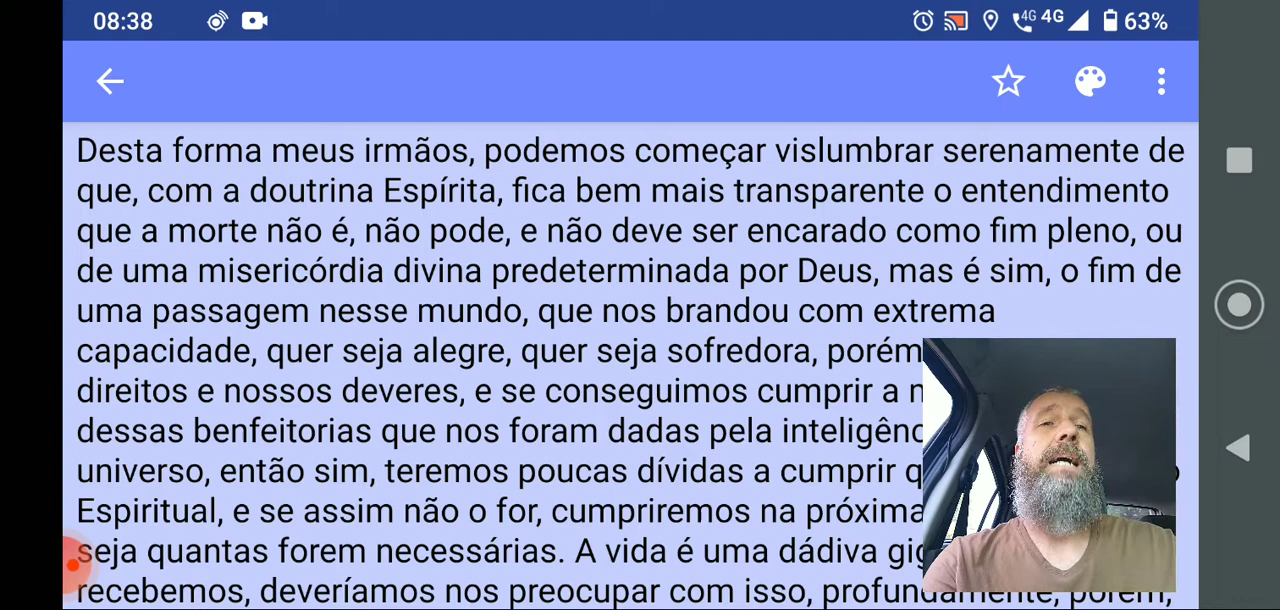 08:38
4G 4G 63%
Desta forma meus irmãos, podemos começar vislumbrar serenamente de
que, com a doutrina Espírita, fica bem mais transparente o entendimento
que a morte não é, não pode, e não deve ser encarado como fim pleno, ou
de uma misericórdia divina predeterminada por Deus, mas é sim, o fim de
uma passagem nesse mundo, que nos brandou com extrema
capacidade, quer seja alegre, quer seja sofredora, porém
direitos e nossos deveres, e se conseguimos cumprir a
dessas benfeitorias que nos foram dadas pela
universo, então sim, teremos poucas dívidas a cumprir
Espiritual, e se assim não o for, cumpriremos na próxima
seja quantas forem necessárias. A vida é uma dádiva
recebemos, deveríamos nos preocupar com isso, profundamente, porém,